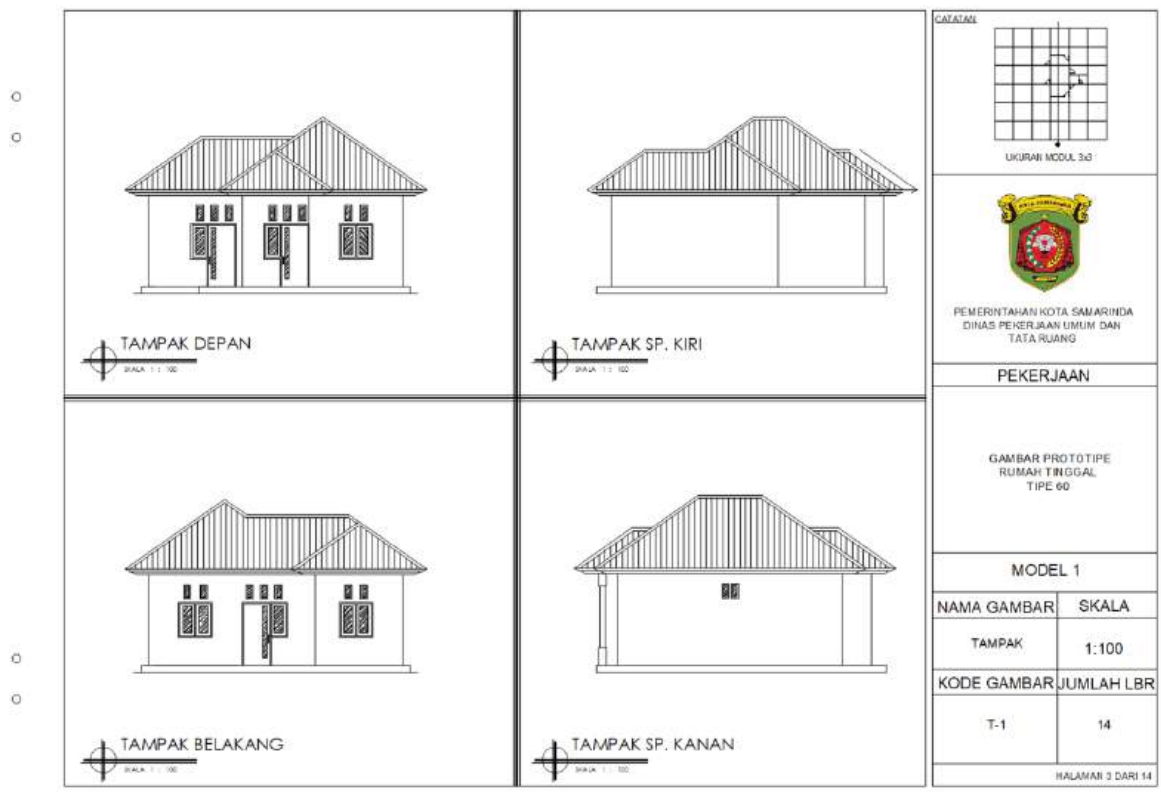 TAMPAK DEPAN
SKALA 1 : 100
TAMPAK SP. KIRI
SKALA 1 : 100
TAMPAK BELAKANG
SKALA 1 : 100
TAMPAK SP. KANAN
SKALA 1 : 100
CATATAN:
UKURAN MODUL 3x3
KOTA SAMARINDA
PEMERINTAHAN KOTA SAMARINDA
DINAS PEKERJAAN UMUM DAN
TATA RUANG
PEKERJAAN
GAMBAR PROTOTIPE
RUMAH TINGGAL
TIPE 60
MODEL 1
NAMA GAMBAR SKALA
TAMPAK 1:100
KODE GAMBAR JUMLAH LBR
T-1 14
HALAMAN 3 DARI 14